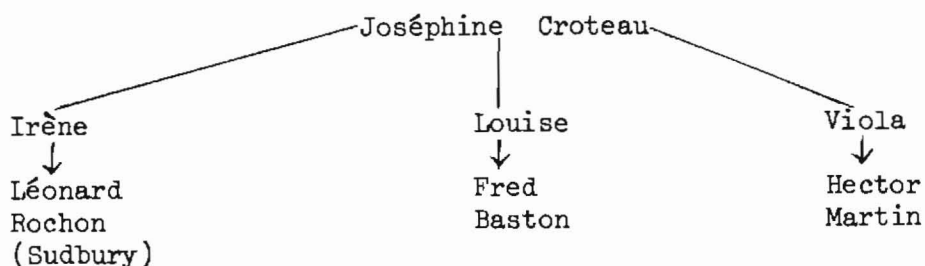 Joséphine Croteau
Irène Louise Viola
Léonard Fred Hector
Rochon Baston Martin
(Sudbury)